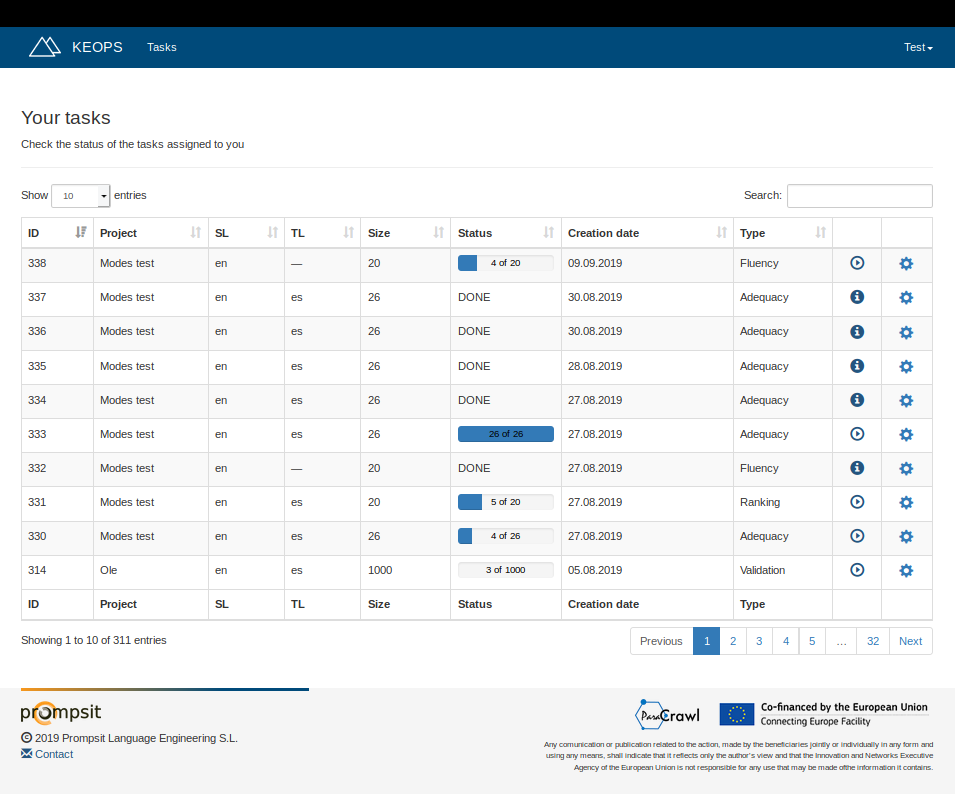 KEOPS Tasks Test
Your tasks
Check the status of the tasks assigned to you
Show 10 entries Search:
ID Project SL TL Size Status Creation date Type
338 Modes test en — 20 4 of 20 09.09.2019 Fluency
337 Modes test en es 26 DONE 30.08.2019 Adequacy
336 Modes test en es 26 DONE 30.08.2019 Adequacy
335 Modes test en es 26 DONE 28.08.2019 Adequacy
334 Modes test en es 26 DONE 27.08.2019 Adequacy
333 Modes test en es 26 26 of 26 27.08.2019 Adequacy
332 Modes test en — 20 DONE 27.08.2019 Fluency
331 Modes test en es 20 5 of 20 27.08.2019 Ranking
330 Modes test en es 26 4 of 26 27.08.2019 Adequacy
314 Ole en es 1000 3 of 1000 05.08.2019 Validation
ID Project SL TL Size Status Creation date Type
Showing 1 to 10 of 311 entries
Previous 1 2 3 4 5 … 32 Next
prompsit
© 2019 Prompsit Language Engineering S.L.
Contact
ParaCrawl
Co-financed by the European Union
Connecting Europe Facility
Any comunication or publication related to the action, made by the beneficiaries jointly or individually in any form and
using any means, shall indicate that it reflects only the author's view and that the Innovation and Networks Executive
Agency of the European Union is not responsible for any use that may be made ofthe information it contains.